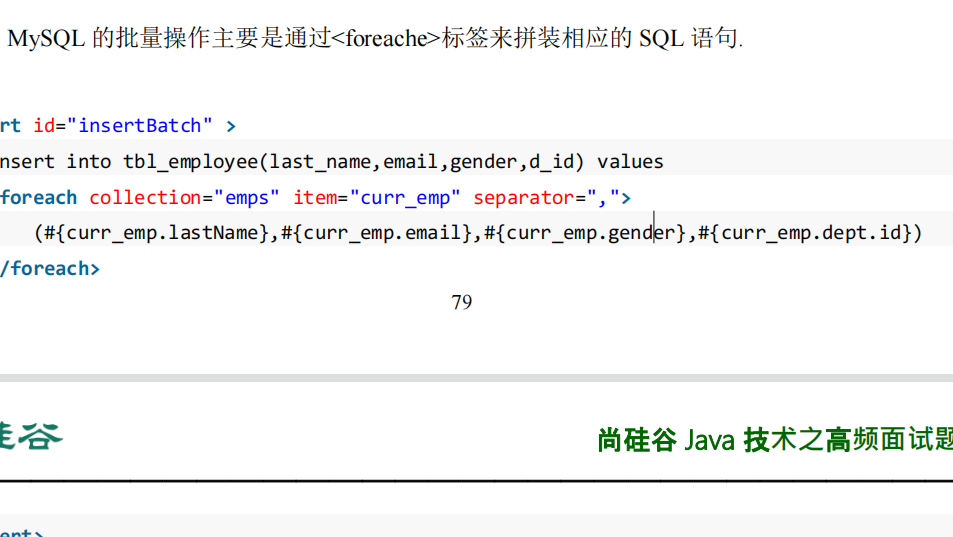 MySQL 的批量操作主要是通过<foreache>标签来拼装相应的 SQL 语句.
rt id="insertBatch" >
nsert into tbl_employee(last_name,email,gender,d_id) values
foreach collection="emps" item="curr_emp" separator=",">
(#{curr_emp.lastName},#{curr_emp.email},#{curr_emp.gender},#{curr_emp.dept.id})
/foreach>
79
硅谷
尚硅谷 Java 技术之高频面试题
ert>